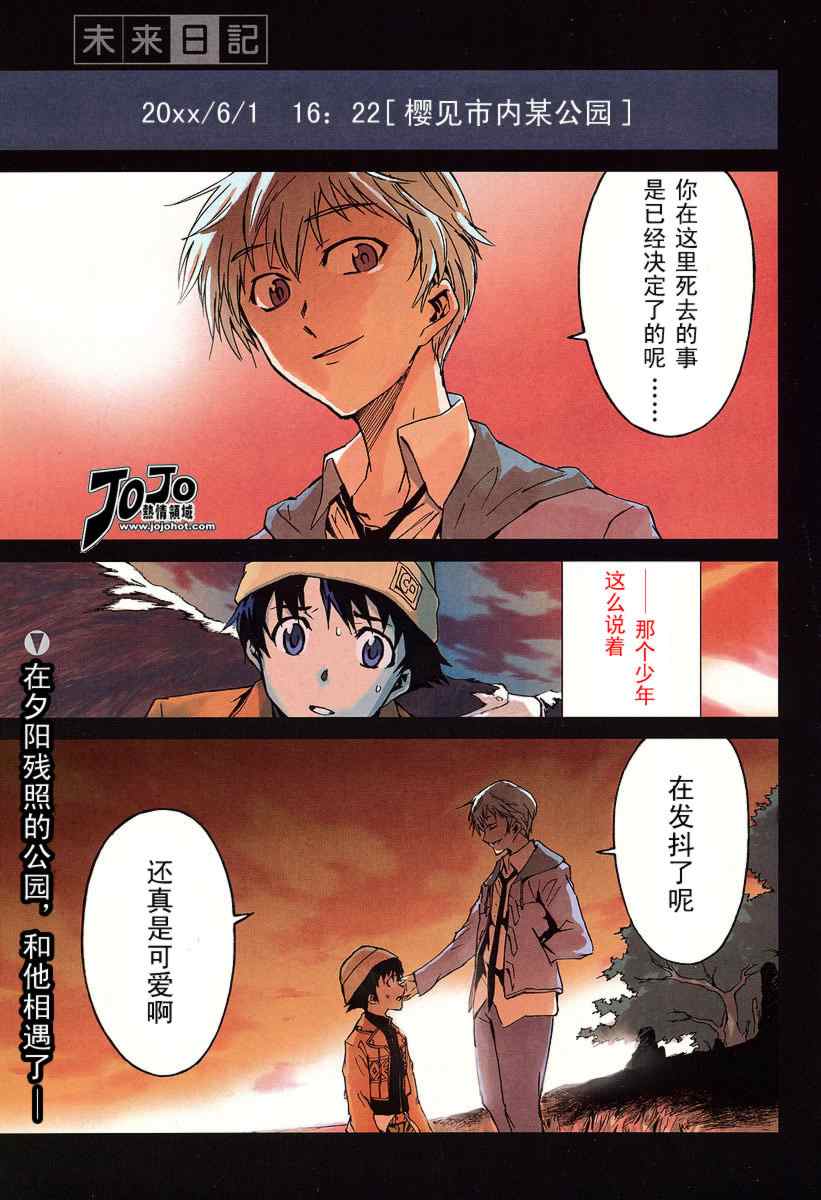 未来日記
20xx/6/1 16：22[ 樱见市内某公园 ]
你在这里死去的事
是已经决定了的呢
……
JOJO
熱情領域
www.jojohot.com
——那个少年
这么说着
在发抖了呢
还真是可爱啊
在夕阳残照的公园，和他相遇了—